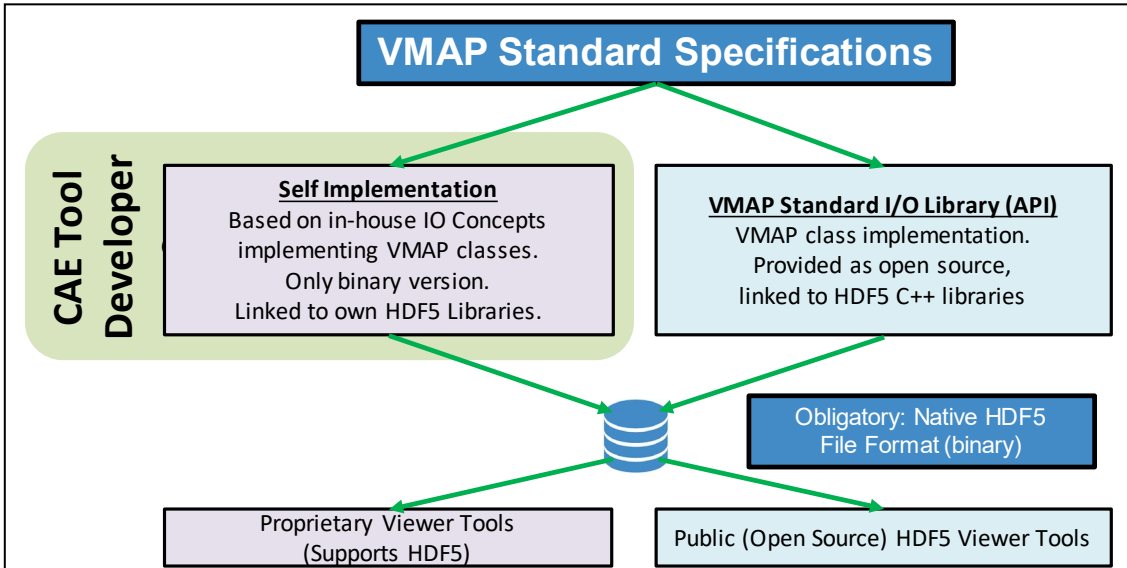 VMAP Standard Specifications
CAE Tool
Developer
Self Implementation
Based on in-house IO Concepts
implementing VMAP classes.
Only binary version.
Linked to own HDF5 Libraries.
VMAP Standard I/O Library (API)
VMAP class implementation.
Provided as open source,
linked to HDF5 C++ libraries
Obligatory: Native HDF5
File Format (binary)
Proprietary Viewer Tools
(Supports HDF5)
Public (Open Source) HDF5 Viewer Tools